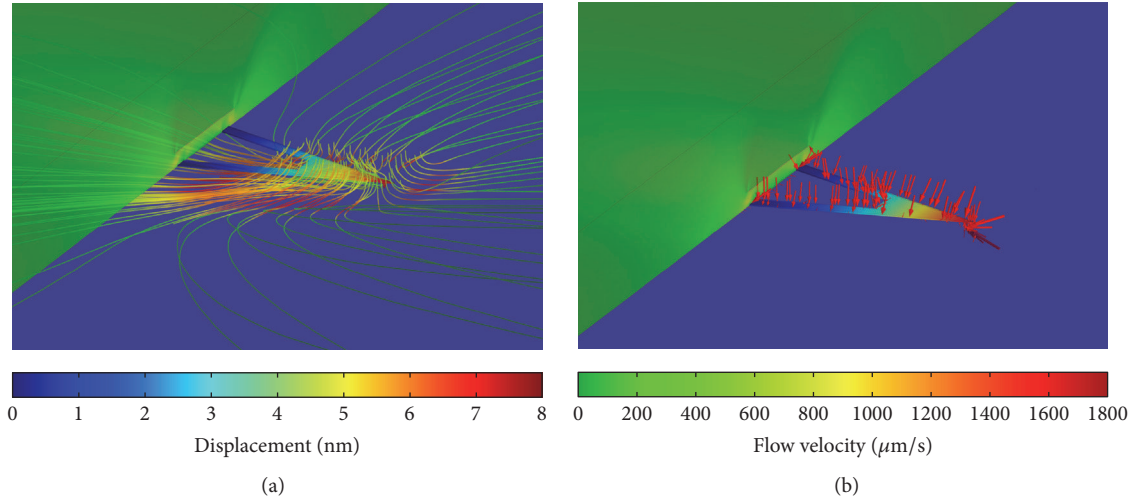 0 1 2 3 4 5 6 7 8
Displacement (nm)
(a)
0 200 400 600 800 1000 1200 1400 1600 1800
Flow velocity (μm/s)
(b)